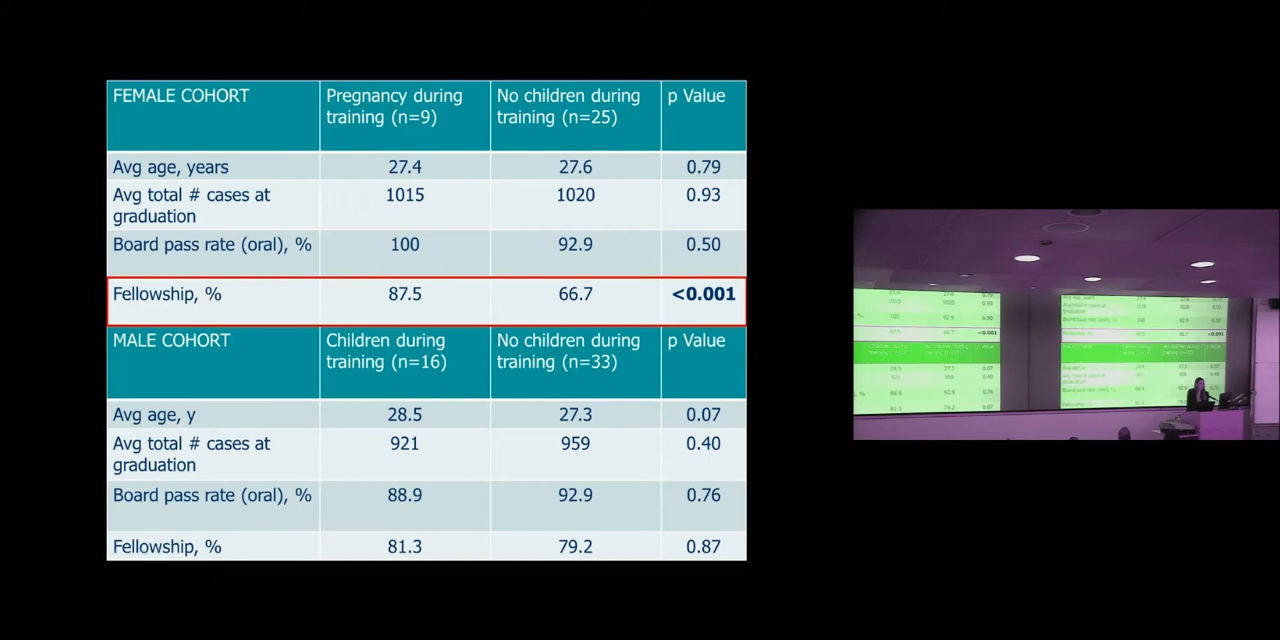 FEMALE COHORT Pregnancy during No children during p Value
training (n=9) training (n=25)
Avg age, years 27.4 27.6 0.79
Avg total # cases at 1015 1020 0.93
graduation
Board pass rate (oral), % 100 92.9 0.50
Fellowship, % 87.5 66.7 <0.001
MALE COHORT Children during No children during p Value
training (n=16) training (n=33)
Avg age, y 28.5 27.3 0.07
Avg total # cases at 921 959 0.40
graduation
Board pass rate (oral), % 88.9 92.9 0.76
Fellowship, % 81.3 79.2 0.87